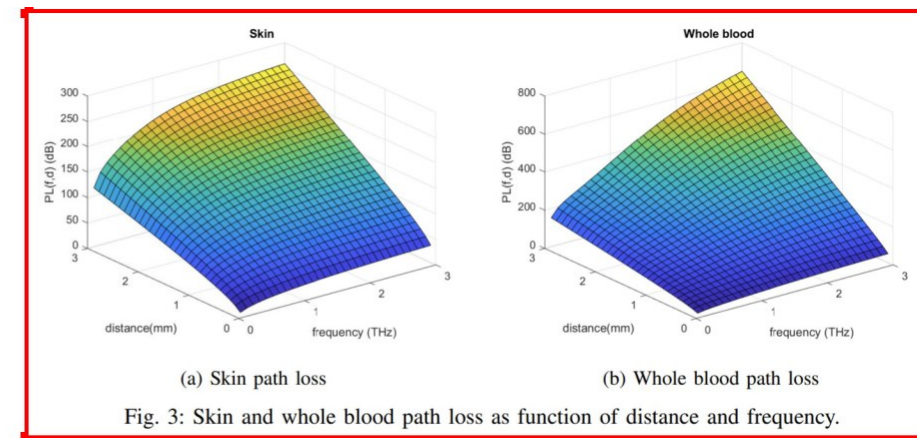 Skin
300
250
200
150
100
50
0
PL(f,d) (dB)
3
2
1
0
distance(mm)
0
1
2
3
frequency (THz)
(a) Skin path loss
Whole blood
800
600
400
200
0
PL(f,d) (dB)
3
2
1
0
distance(mm)
0
1
2
3
frequency (THz)
(b) Whole blood path loss
Fig. 3: Skin and whole blood path loss as function of distance and frequency.